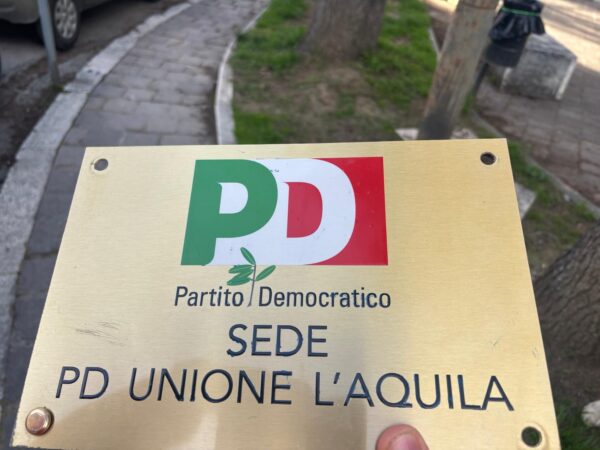 PD
Partito Democratico
SEDE
PD UNIONE L'AQUILA